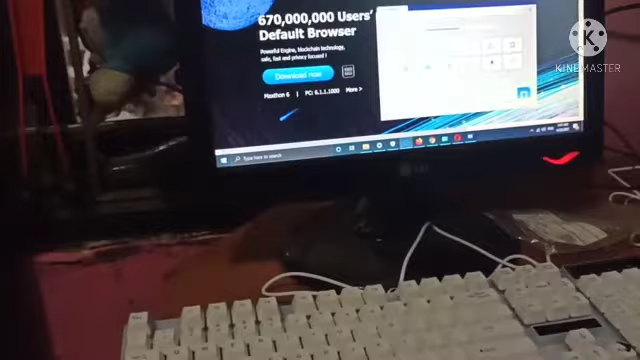 670,000,000 Users'
Default Browser
Powerful Engine, blockchain technology,
safe, fast and privacy focused !
Download now
Maxthon 6 | PC: 6.1.1.1000 More >
Type here to search
LG
KINEMASTER